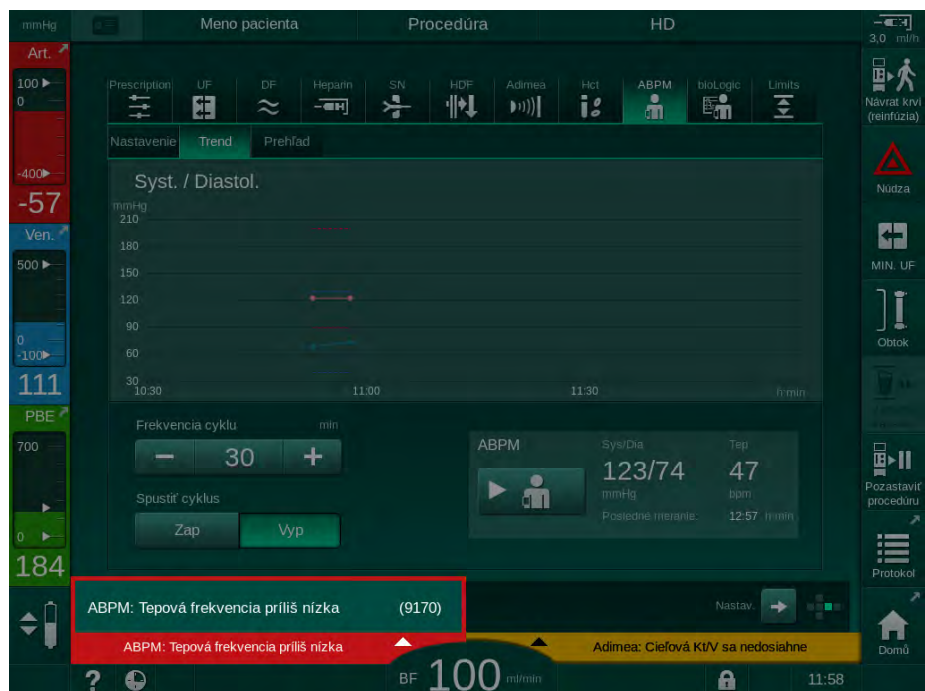 mmHg
Meno pacienta
Procedúra
HD
3,0 ml/h
Art.
100
0
-400
-57
Ven.
500
0
-100
111
PBE
700
0
184
Prescription
UF
DF
Heparin
SN
HDF
Adimea
Hct
ABPM
bioLogic
Limits
Nastavenie
Trend
Prehľad
Syst. / Diastol.
mmHg
210
180
150
120
90
60
30
10:30
11:00
11:30
h:min
Frekvencia cyklu
min
30
Spustiť cyklus
Zap
Vyp
ABPM
Sys/Dia
Tep
123/74
47
mmHg
bpm
Posledné meranie:
12:57
h:min
Návrat krvi
(reinfúzia)
Núdza
MIN. UF
Obtok
Pozastaviť
procedúru
Protokol
Domů
ABPM: Tepová frekvencia príliš nízka (9170)
Nastav.
ABPM: Tepová frekvencia príliš nízka
Adimea: Cieľová Kt/V sa nedosiahne
?
BF 100 ml/min
11:58